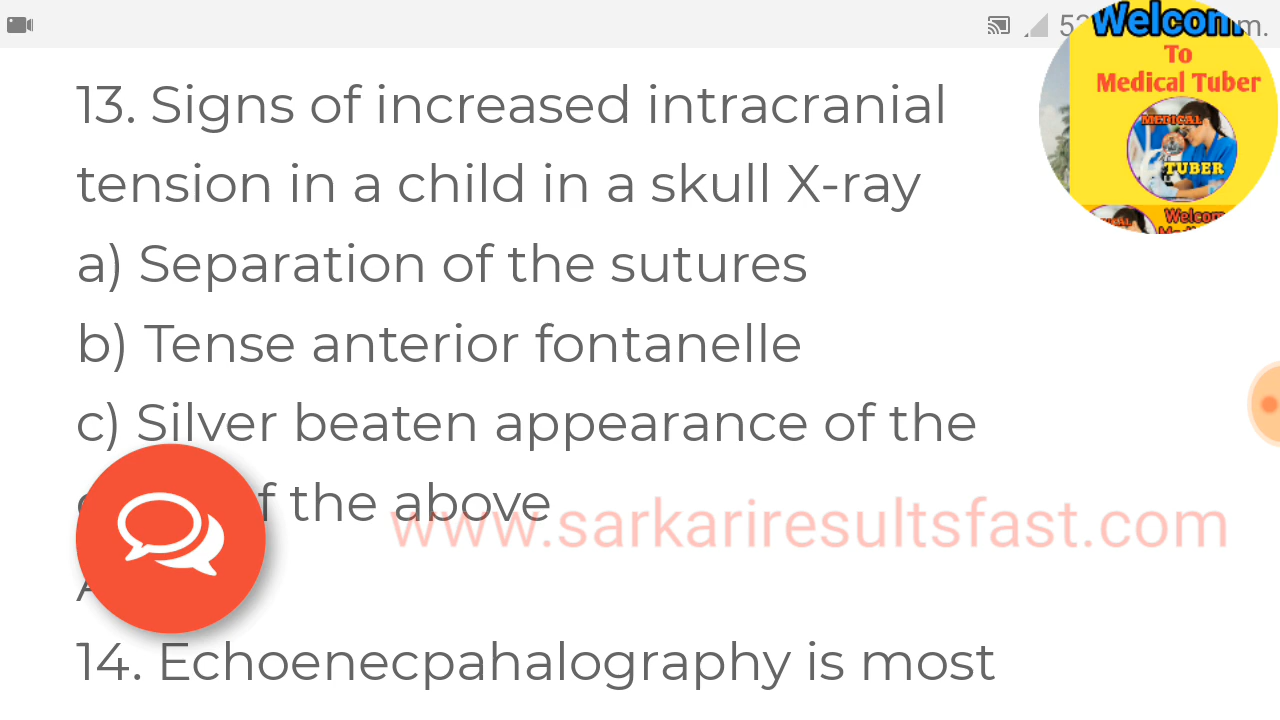 Welcom
To
Medical Tuber
MEDICAL
TUBER
Welcom
13. Signs of increased intracranial
tension in a child in a skull X-ray
a) Separation of the sutures
b) Tense anterior fontanelle
c) Silver beaten appearance of the
the above
www.sarkariresultsfast.com
14. Echoenecpahalography is most